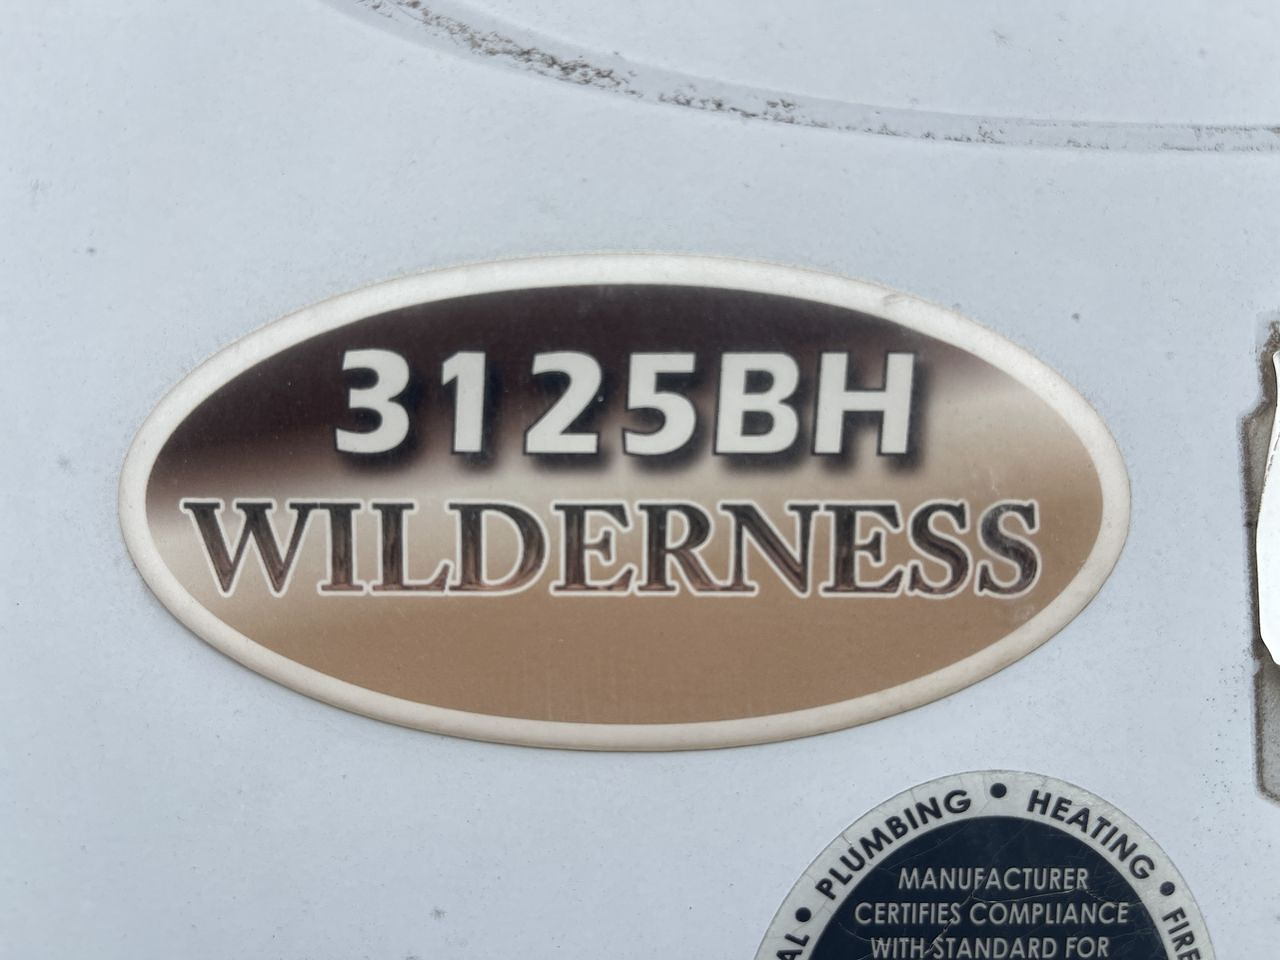 3125BH
WILDERNESS
PLUMBING • HEATING •
MANUFACTURER
CERTIFIES COMPLIANCE
WITH STANDARD FOR